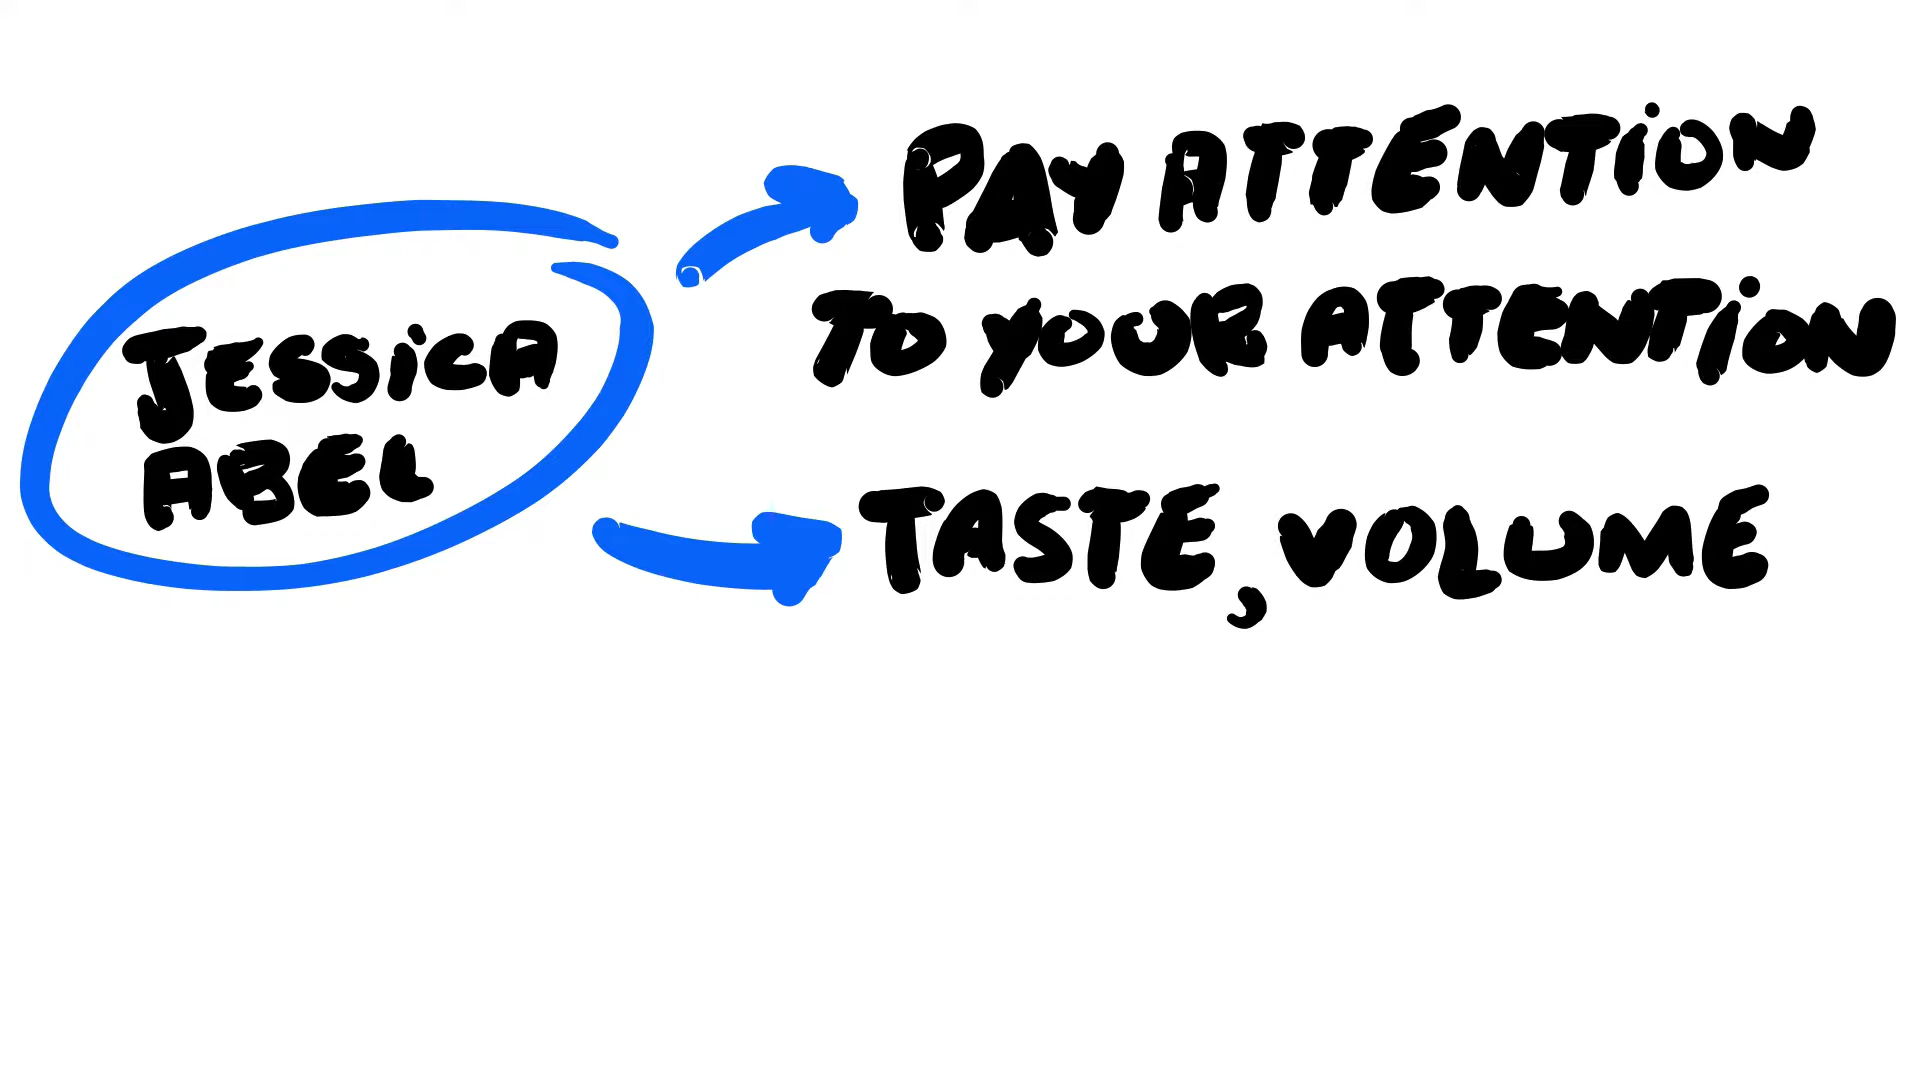 JESSiCA
ABEL
PAY ATTENTiON
TO YOUR ATTENTiON
TASTE, VOLUME